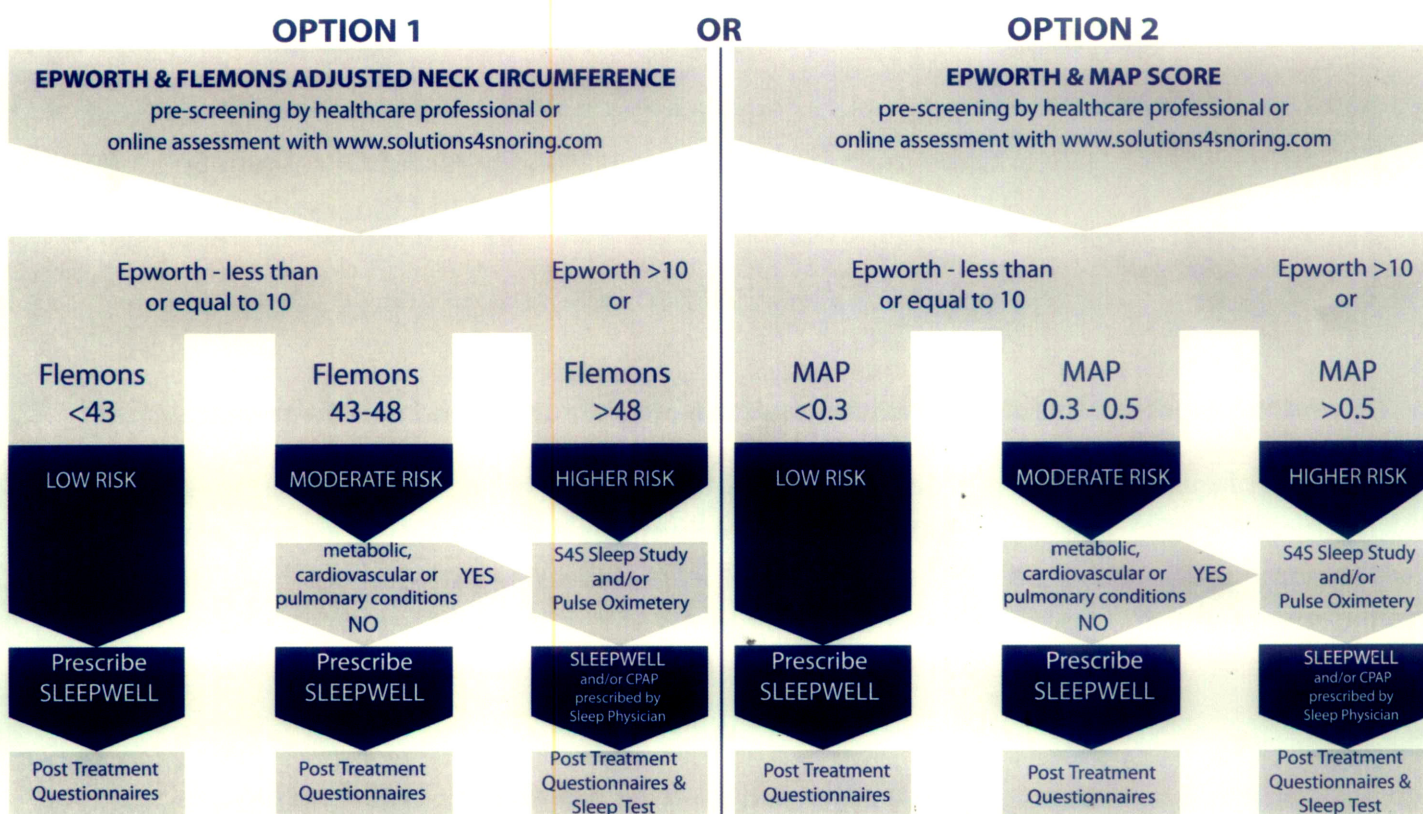 OPTION 1
OR
OPTION 2
EPWORTH & FLEMONS ADJUSTED NECK CIRCUMFERENCE
pre-screening by healthcare professional or
online assessment with www.solutions4snoring.com
Epworth - less than
or equal to 10
Epworth >10
or
Flemons
<43
Flemons
43-48
Flemons
>48
LOW RISK
MODERATE RISK
HIGHER RISK
metabolic,
cardiovascular or
pulmonary conditions
YES
NO
S4S Sleep Study
and/or
Pulse Oximetery
Prescribe
SLEEPWELL
Prescribe
SLEEPWELL
SLEEPWELL
and/or CPAP
prescribed by
Sleep Physician
Post Treatment
Questionnaires
Post Treatment
Questionnaires
Post Treatment
Questionnaires &
Sleep Test
EPWORTH & MAP SCORE
pre-screening by healthcare professional or
online assessment with www.solutions4snoring.com
Epworth - less than
or equal to 10
Epworth >10
or
MAP
<0.3
MAP
0.3 - 0.5
MAP
>0.5
LOW RISK
MODERATE RISK
HIGHER RISK
metabolic,
cardiovascular or
pulmonary conditions
YES
NO
S4S Sleep Study
and/or
Pulse Oximetery
Prescribe
SLEEPWELL
Prescribe
SLEEPWELL
SLEEPWELL
and/or CPAP
prescribed by
Sleep Physician
Post Treatment
Questionnaires
Post Treatment
Questionnaires
Post Treatment
Questionnaires &
Sleep Test